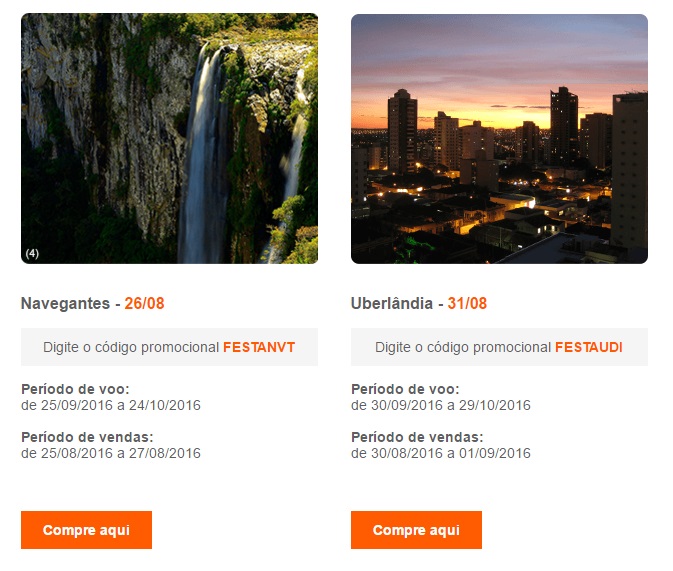 (4)
Navegantes - 26/08
Digite o código promocional FESTANVT
Período de voo:
de 25/09/2016 a 24/10/2016
Período de vendas:
de 25/08/2016 a 27/08/2016
Compre aqui
Uberlândia - 31/08
Digite o código promocional FESTAUDI
Período de voo:
de 30/09/2016 a 29/10/2016
Período de vendas:
de 30/08/2016 a 01/09/2016
Compre aqui